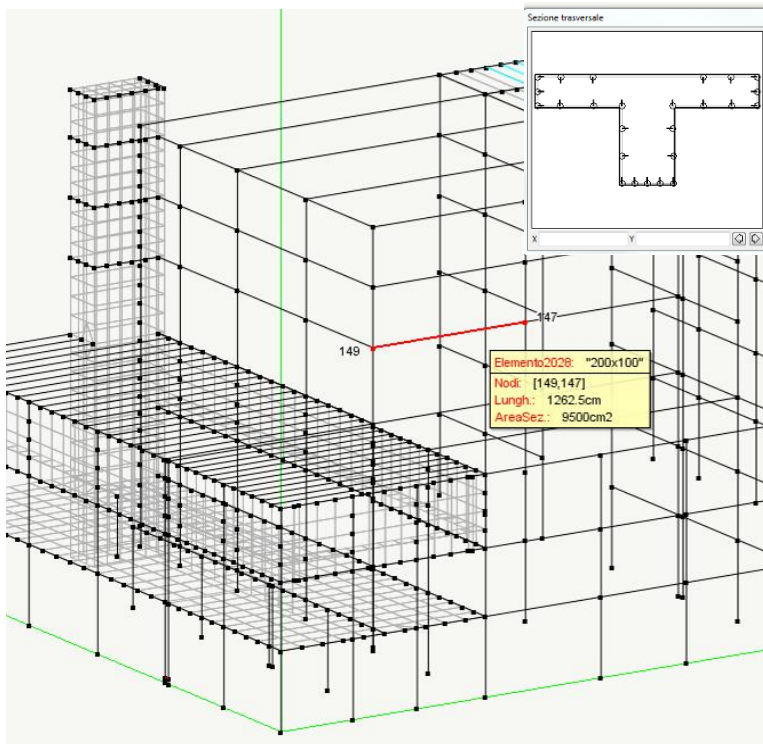 Sezione trasversale
X
Y
147
149
Elemento2028: "200x100"
Nodi: [149,147]
Lungh.: 1262.5cm
AreaSez.: 9500cm2